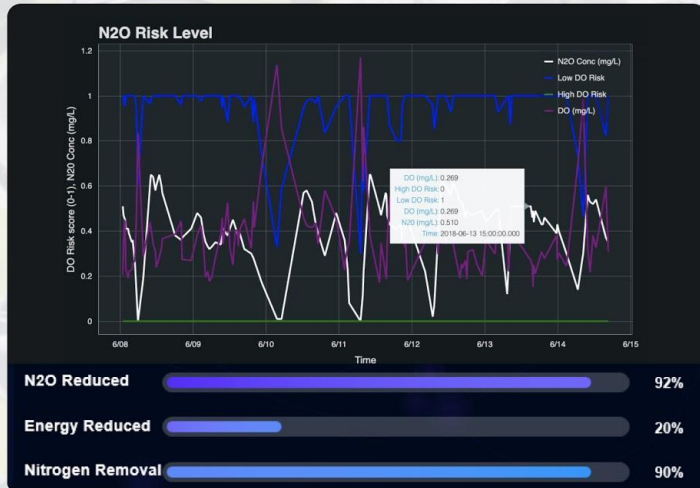 N2O Risk Level
1.2
1
0.8
0.6
0.4
0.2
0
DO Risk score (0-1), N20 Conc (mg/L)
N2O Conc (mg/L)
Low DO Risk
High DO Risk
DO (mg/L)
DO (mg/L): 0.269
High DO Risk: 0
Low DO Risk: 1
DO (mg/L): 0.269
N20 (mg/L): 0.510
Time: 2018-06-13 15:00:00.000
6/08 6/09 6/10 6/11 6/12 6/13 6/14 6/15
Time
N2O Reduced 92%
Energy Reduced 20%
Nitrogen Removal 90%